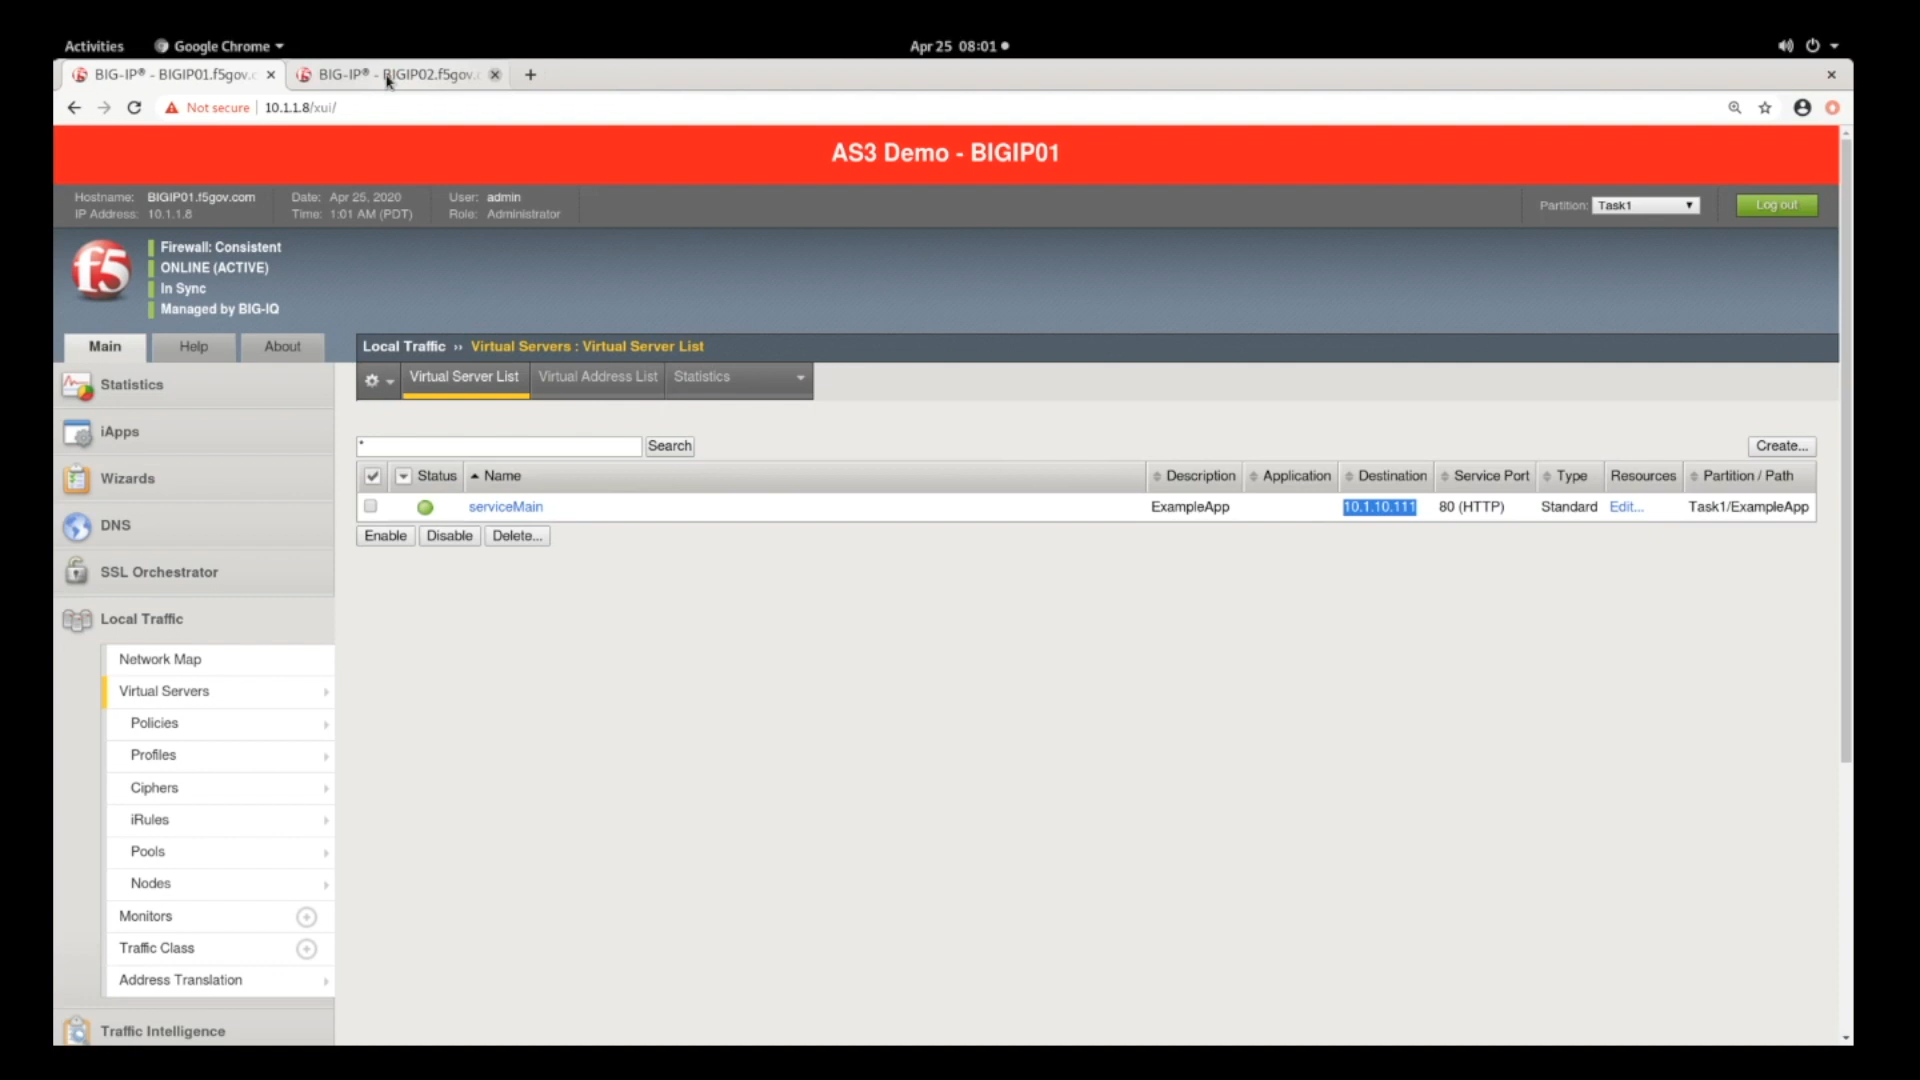 Activities Google Chrome Apr 25 08:01
BIG-IP® - BIGIP01.f5gov.c BIG-IP® - BIGIP02.f5gov.
Not secure 10.1.1.8/xui/
AS3 Demo - BIGIP01
Hostname: BIGIP01.f5gov.com Date: Apr 25, 2020 User: admin
IP Address: 10.1.1.8 Time: 1:01 AM (PDT) Role: Administrator
Partition: Task1 Log out
f5
Firewall: Consistent
ONLINE (ACTIVE)
In Sync
Managed by BIG-IQ
Main Help About
Local Traffic ›› Virtual Servers : Virtual Server List
Virtual Server List Virtual Address List Statistics
* Search Create...
Status Name Description Application Destination Service Port Type Resources Partition / Path
serviceMain ExampleApp 10.1.10.111 80 (HTTP) Standard Edit... Task1/ExampleApp
Enable Disable Delete...
Statistics
iApps
Wizards
DNS
SSL Orchestrator
Local Traffic
Network Map
Virtual Servers
Policies
Profiles
Ciphers
iRules
Pools
Nodes
Monitors
Traffic Class
Address Translation
Traffic Intelligence